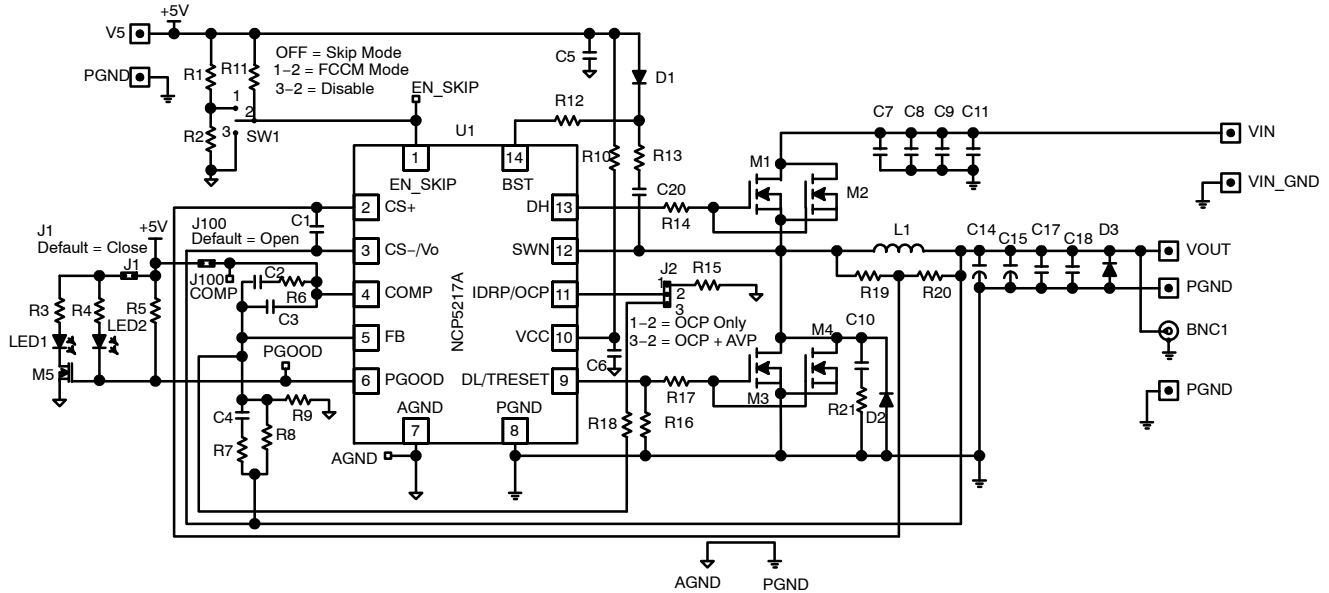 +5V
V5
PGND
R1
R11
OFF = Skip Mode
1−2 = FCCM Mode
3−2 = Disable
EN_SKIP
C5
D1
R12
1
2
3
SW1
R2
U1
R10
R13
C7 C8 C9 C11
VIN
VIN_GND
1
EN_SKIP
14
BST
M1
M2
C20
R14
2 CS+
DH 13
C1
J1
Default = Close
+5V
J100
Default = Open
3 CS−/Vo
SWN 12
L1
C14 C15 C17 C18 D3
VOUT
J1
J100
COMP
C2
R6
C3
4 COMP
IDRP/OCP 11
J2
1
2
3
R15
R19
R20
PGND
R3
R4
R5
LED1
LED2
NCP5217A
1−2 = OCP Only
3−2 = OCP + AVP
5 FB
VCC 10
C6
M4
C10
BNC1
M5
PGOOD
6 PGOOD
DL/TRESET 9
R17
M3
R21
D2
PGND
C4
R9
R7
R8
AGND
7
PGND
8
R18
R16
AGND
AGND
PGND